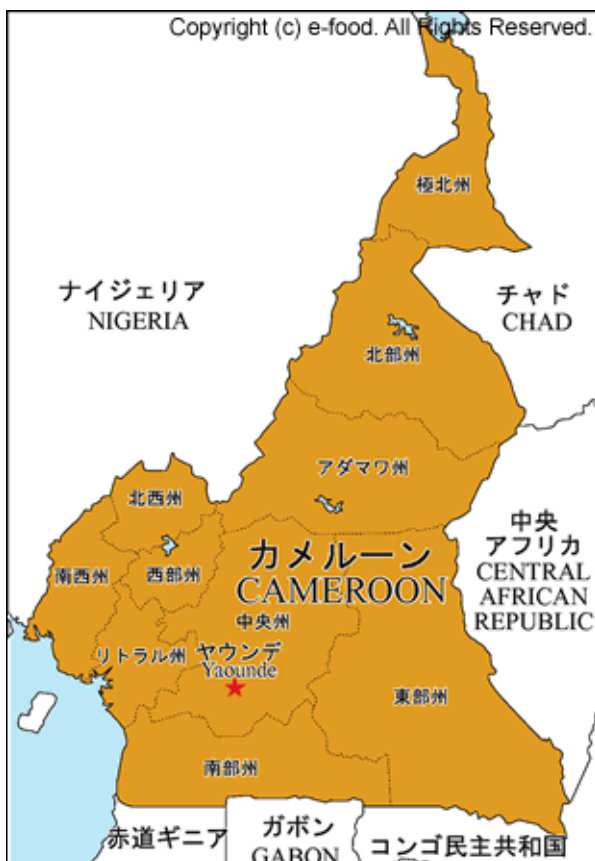 Copyright (c) e-food. All Rights Reserved.
極北州
ナイジェリア
NIGERIA
チャド
CHAD
北部州
アダマワ州
北西州
中央
アフリカ
CENTRAL
AFRICAN
REPUBLIC
カメルーン
CAMEROON
西部州
南西州
中央州
リトラル州
ヤウンデ
Yaounde
東部州
南部州
赤道ギニア
ガボン
GABON
コンゴ民主共和国